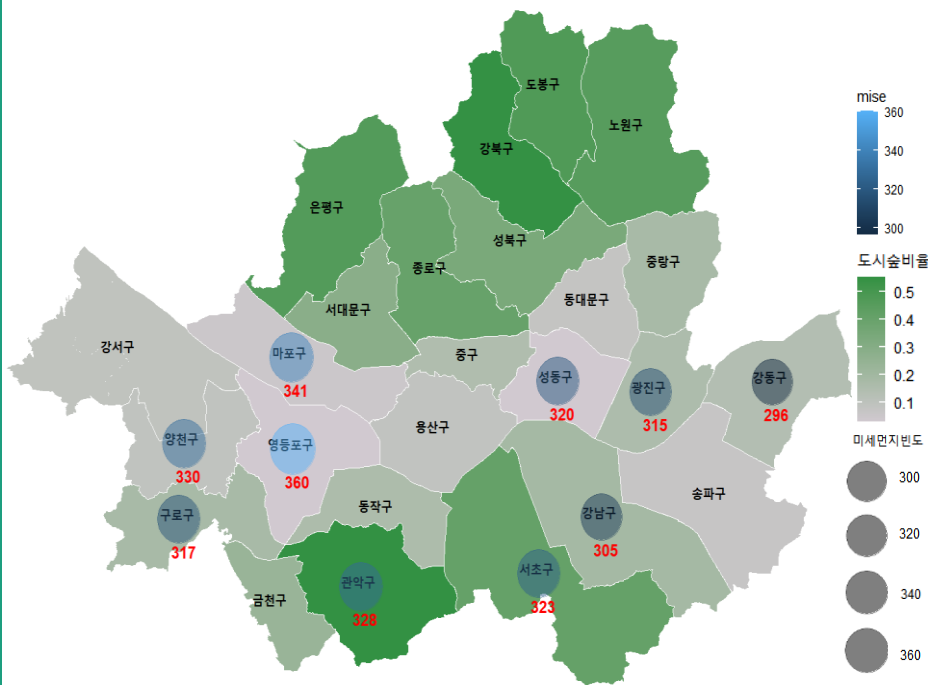 도봉구
노원구
강북구
은평구
성북구
종로구
중랑구
서대문구
동대문구
강서구
마포구
341
중구
성동구
320
광진구
315
강동구
296
양천구
330
영등포구
360
용산구
송파구
구로구
317
동작구
강남구
305
관악구
328
서초구
323
금천구
mise
360
340
320
300
도시숲비율
0.5
0.4
0.3
0.2
0.1
미세먼지빈도
300
320
340
360